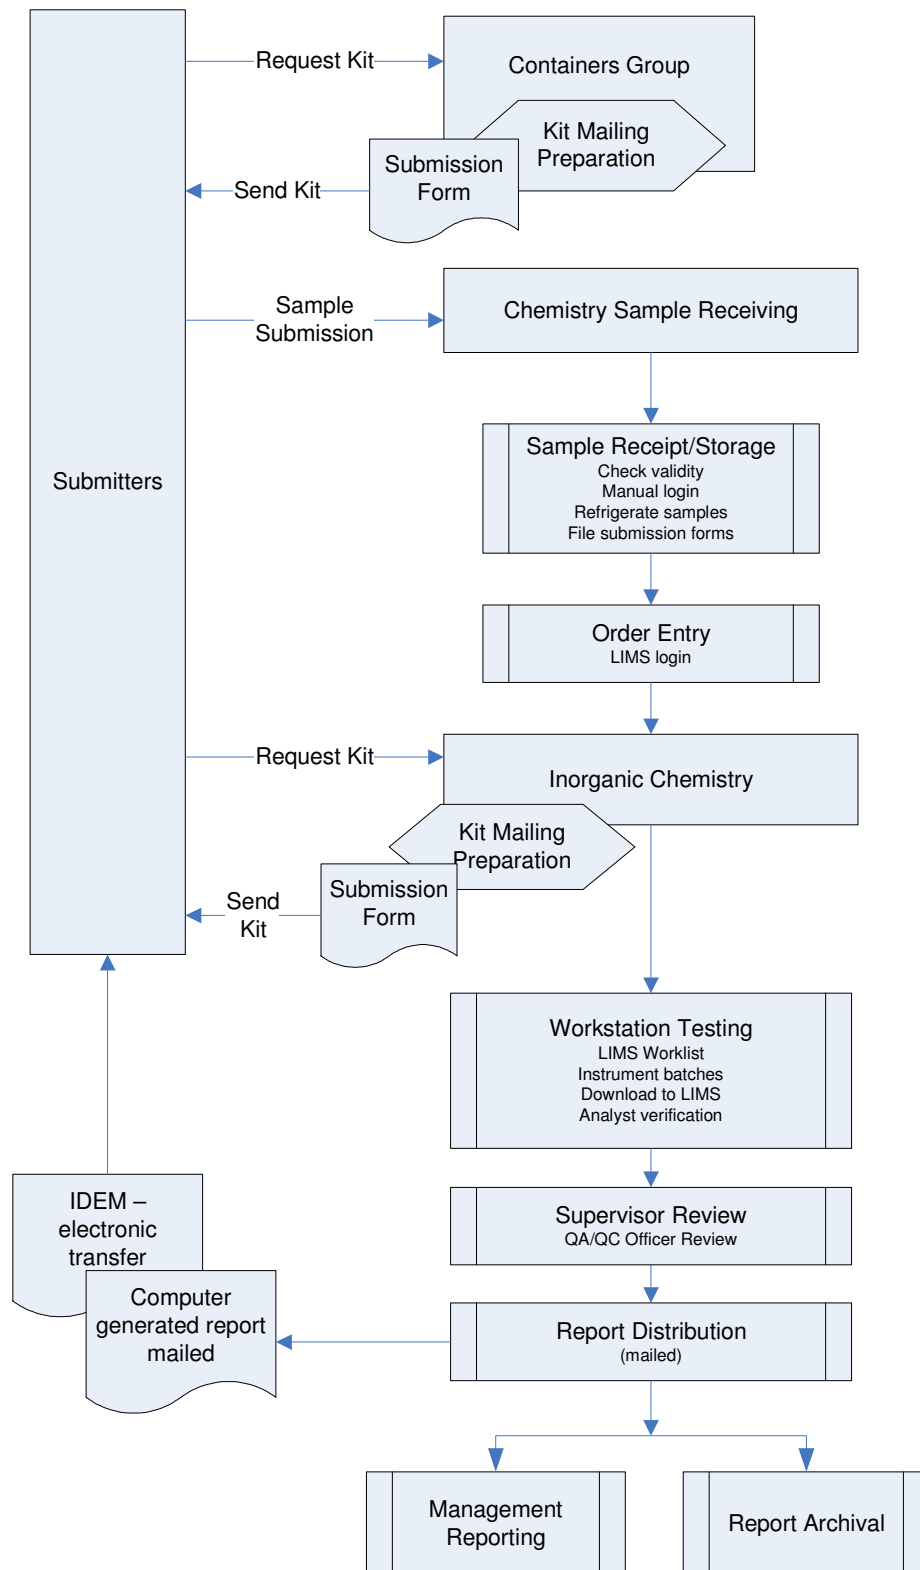 Request Kit
Containers Group
Kit Mailing
Preparation
Submission
Form
Send Kit
Sample
Submission
Chemistry Sample Receiving
Submitters
Sample Receipt/Storage
Check validity
Manual login
Refrigerate samples
File submission forms
Order Entry
LIMS login
Request Kit
Inorganic Chemistry
Kit Mailing
Preparation
Submission
Form
Send
Kit
Workstation Testing
LIMS Worklist
Instrument batches
Download to LIMS
Analyst verification
IDEM –
electronic
transfer
Supervisor Review
QA/QC Officer Review
Computer
generated report
mailed
Report Distribution
(mailed)
Management
Reporting
Report Archival